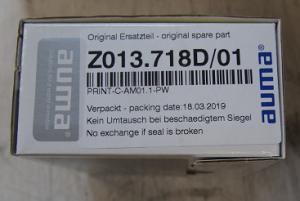 Original Ersatzteil - original spare part
Z013.718D/01
PRINT-C-AM01.1-PW
Verpackt - packing date:18.03.2019
Kein Umtausch bei beschaedigtem Siegel
No exchange if seal is broken
auma
auma